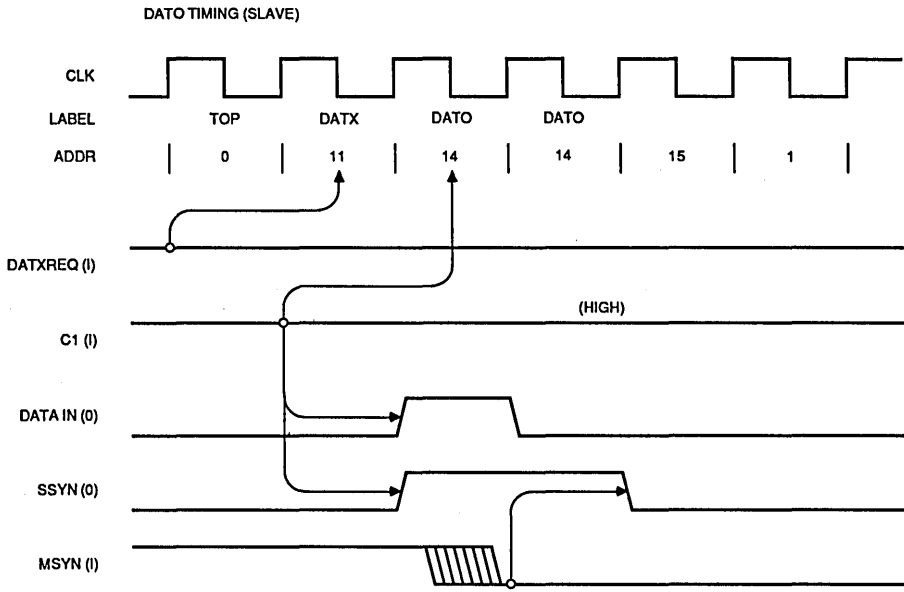 DATO TIMING (SLAVE)
CLK
LABEL TOP DATX DATO DATO
ADDR 0 11 14 14 15 1
DATXREQ (I)
(HIGH)
C1 (I)
DATA IN (0)
SSYN (0)
MSYN (I)